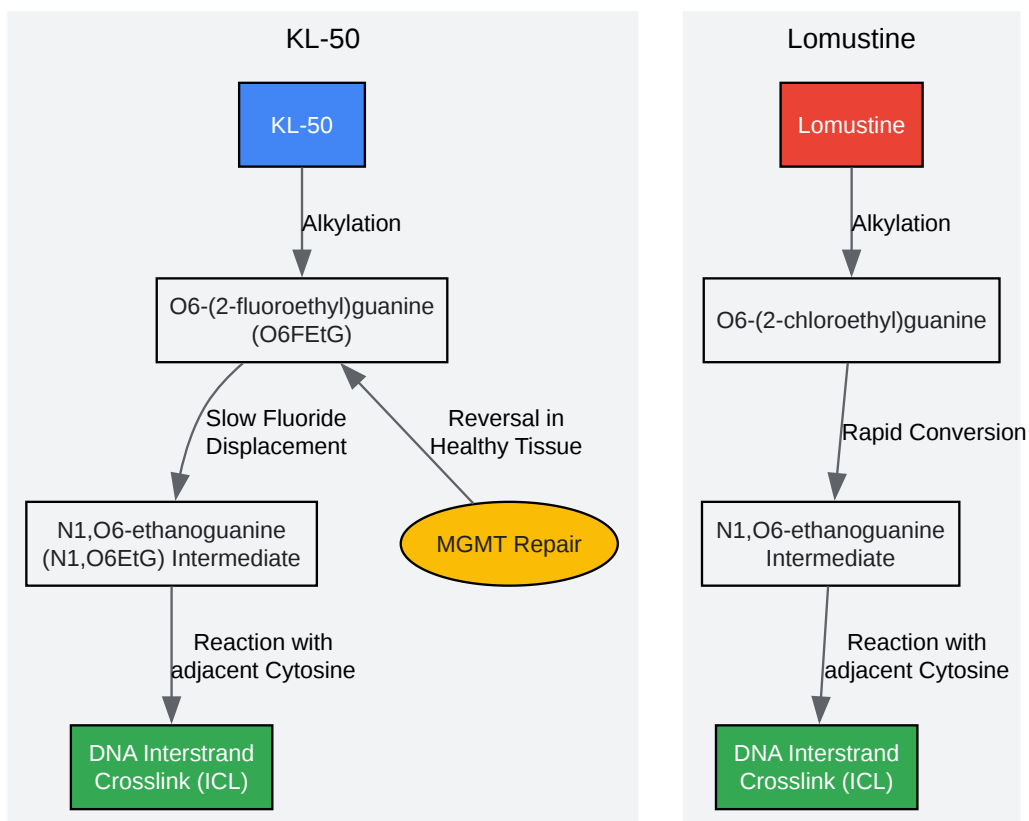 KL-50
KL-50
Alkylation
O6-(2-fluoroethyl)guanine
(O6FEtG)
Slow Fluoride
Displacement
Reversal in
Healthy Tissue
N1,O6-ethanoguanine
(N1,O6EtG) Intermediate
MGMT Repair
Reaction with
adjacent Cytosine
DNA Interstrand
Crosslink (ICL)
Lomustine
Lomustine
Alkylation
O6-(2-chloroethyl)guanine
Rapid Conversion
N1,O6-ethanoguanine
Intermediate
Reaction with
adjacent Cytosine
DNA Interstrand
Crosslink (ICL)